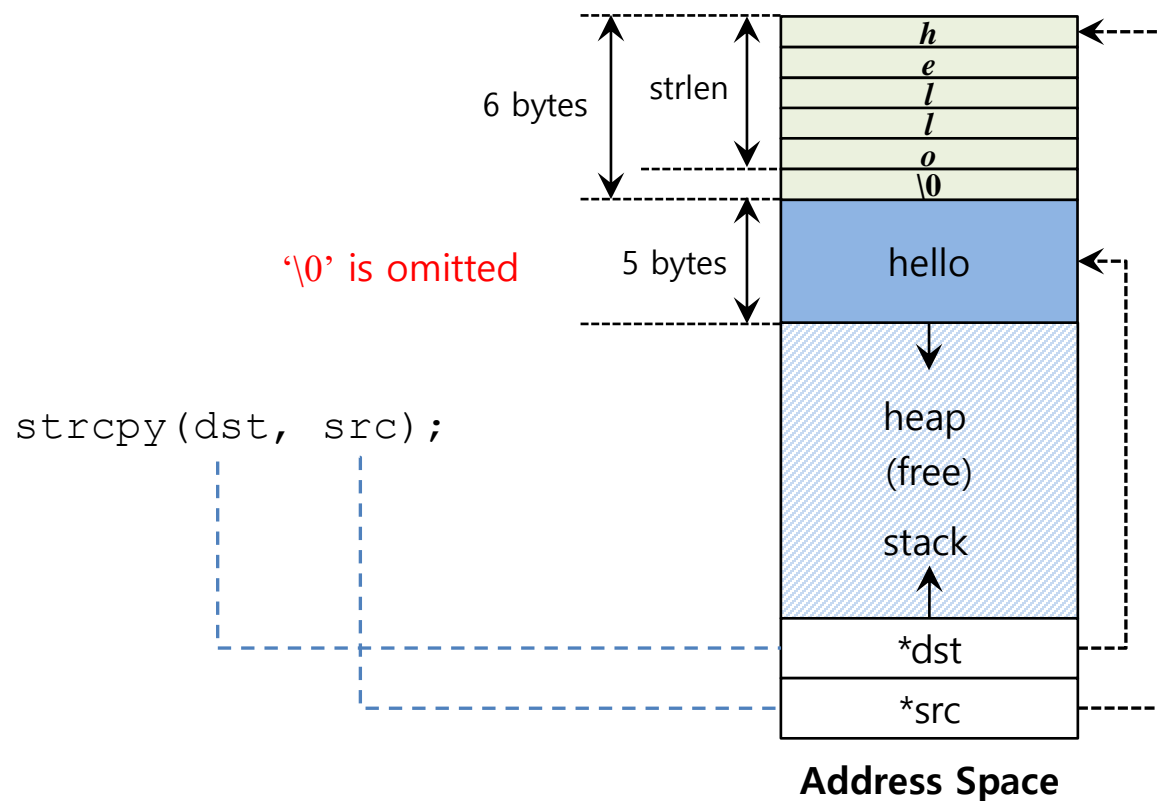 h
e
l
l
o
\0
6 bytes
strlen
5 bytes
hello
‘\0’ is omitted
heap
(free)
stack
strcpy(dst, src);
*dst
*src
Address Space